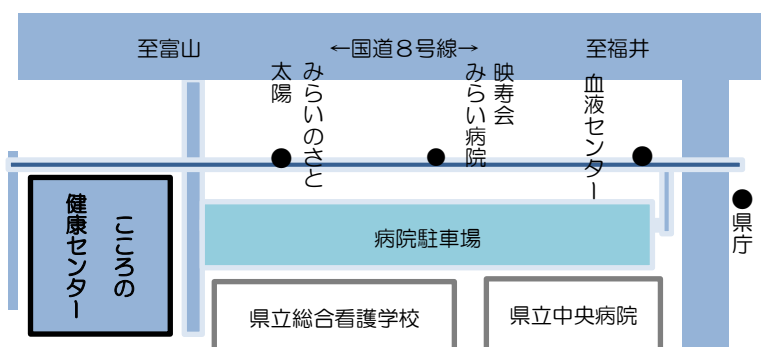 至富山
←国道８号線→
至福井
みらいのさと
太陽
映寿会
みらい病院
血液センター
●県庁
こころの
健康センター
病院駐車場
県立総合看護学校
県立中央病院